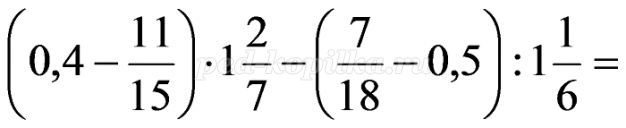 (0,4 − 11/15) · 1 2/7 − (7/18 − 0,5) : 1 1/6 =